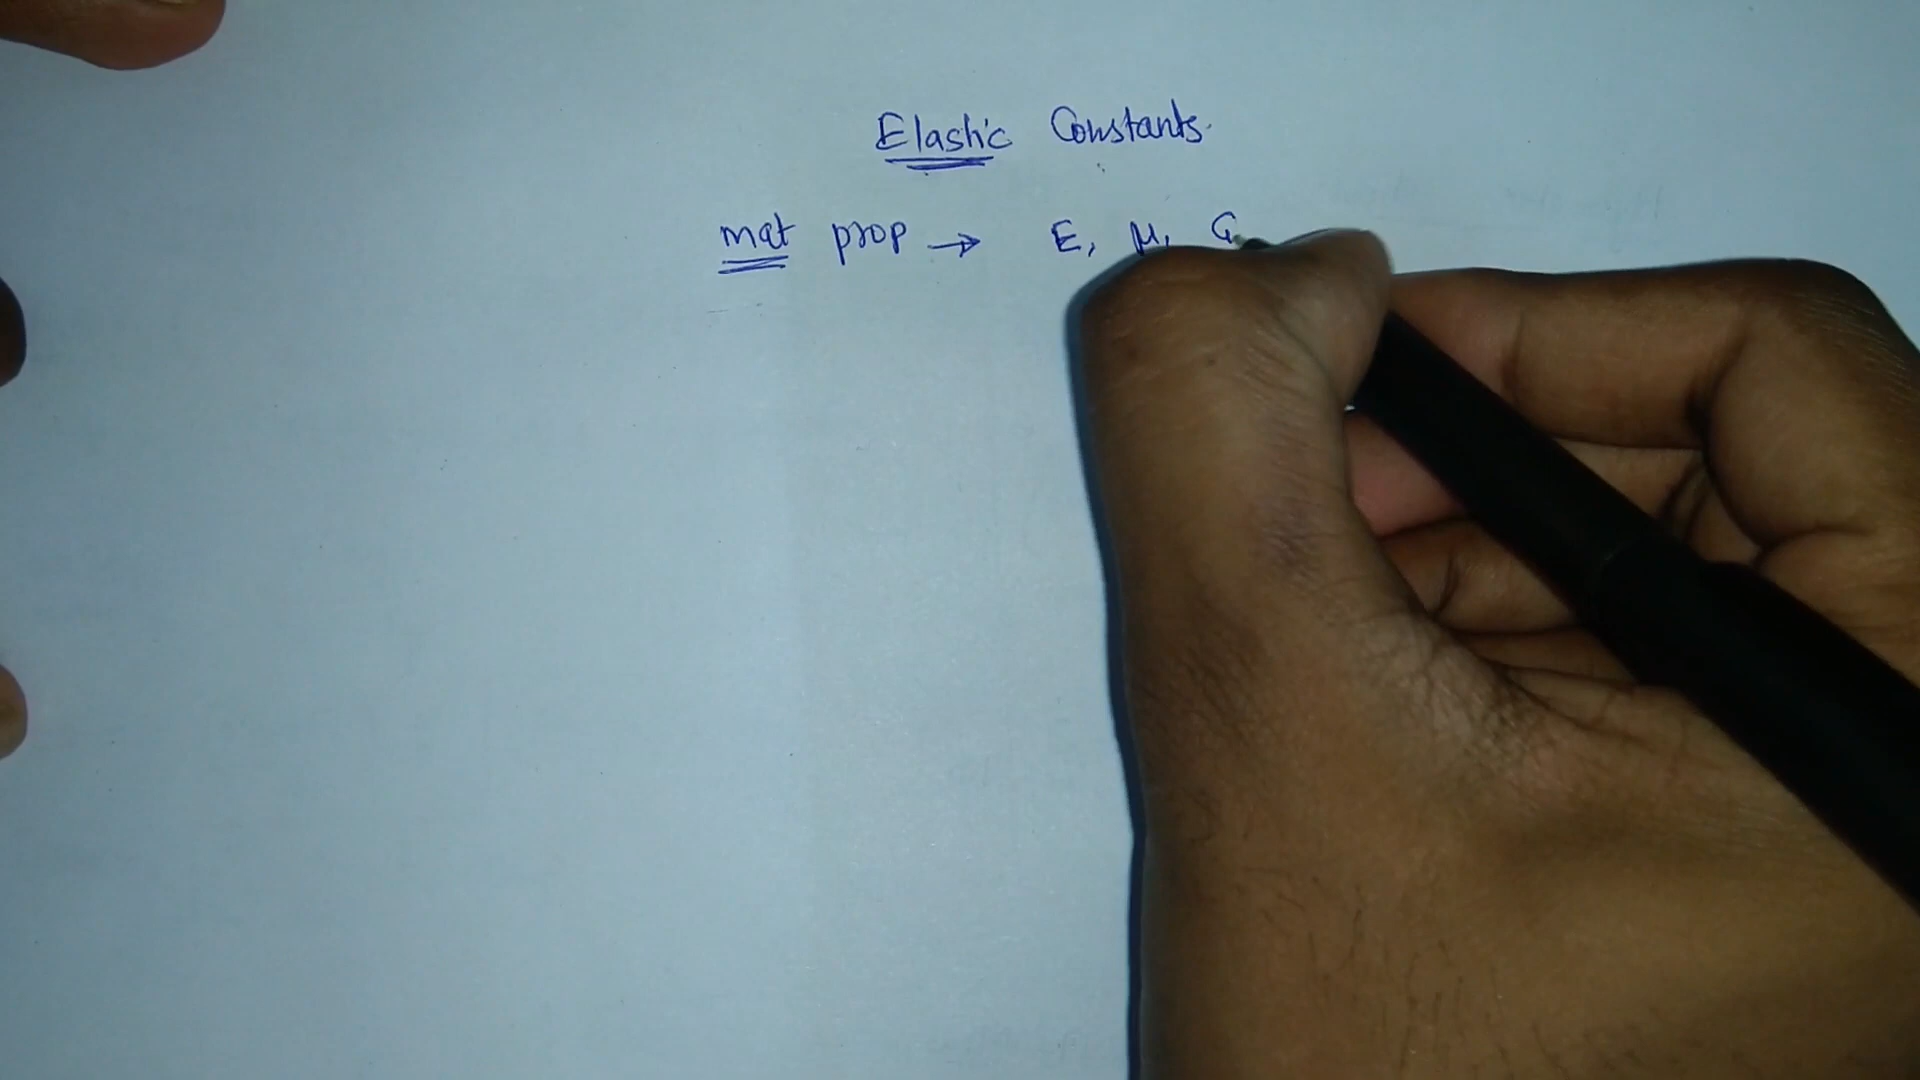 Elastic Constants.
mat prop → E, μ, G